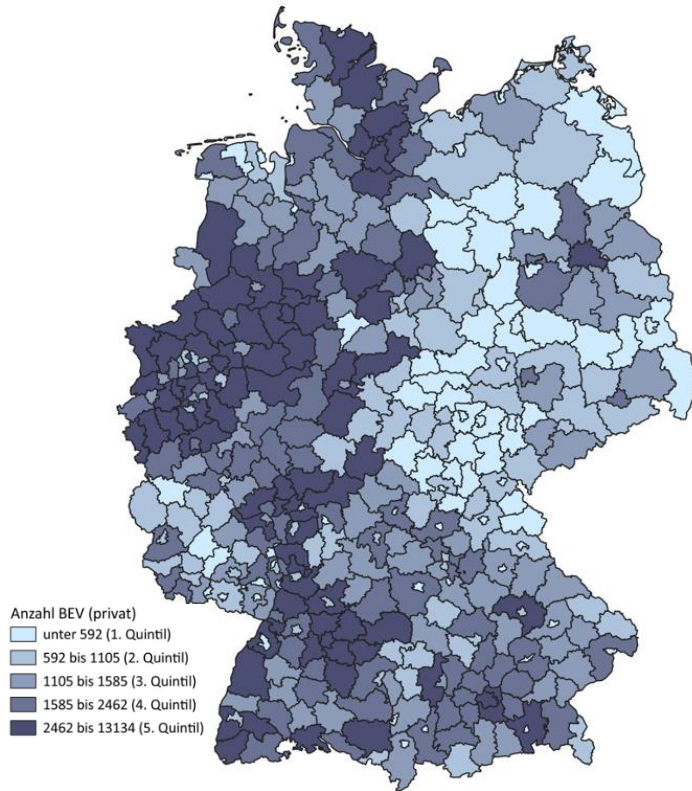 Anzahl BEV (privat)
unter 592 (1. Quintil)
592 bis 1105 (2. Quintil)
1105 bis 1585 (3. Quintil)
1585 bis 2462 (4. Quintil)
2462 bis 13134 (5. Quintil)